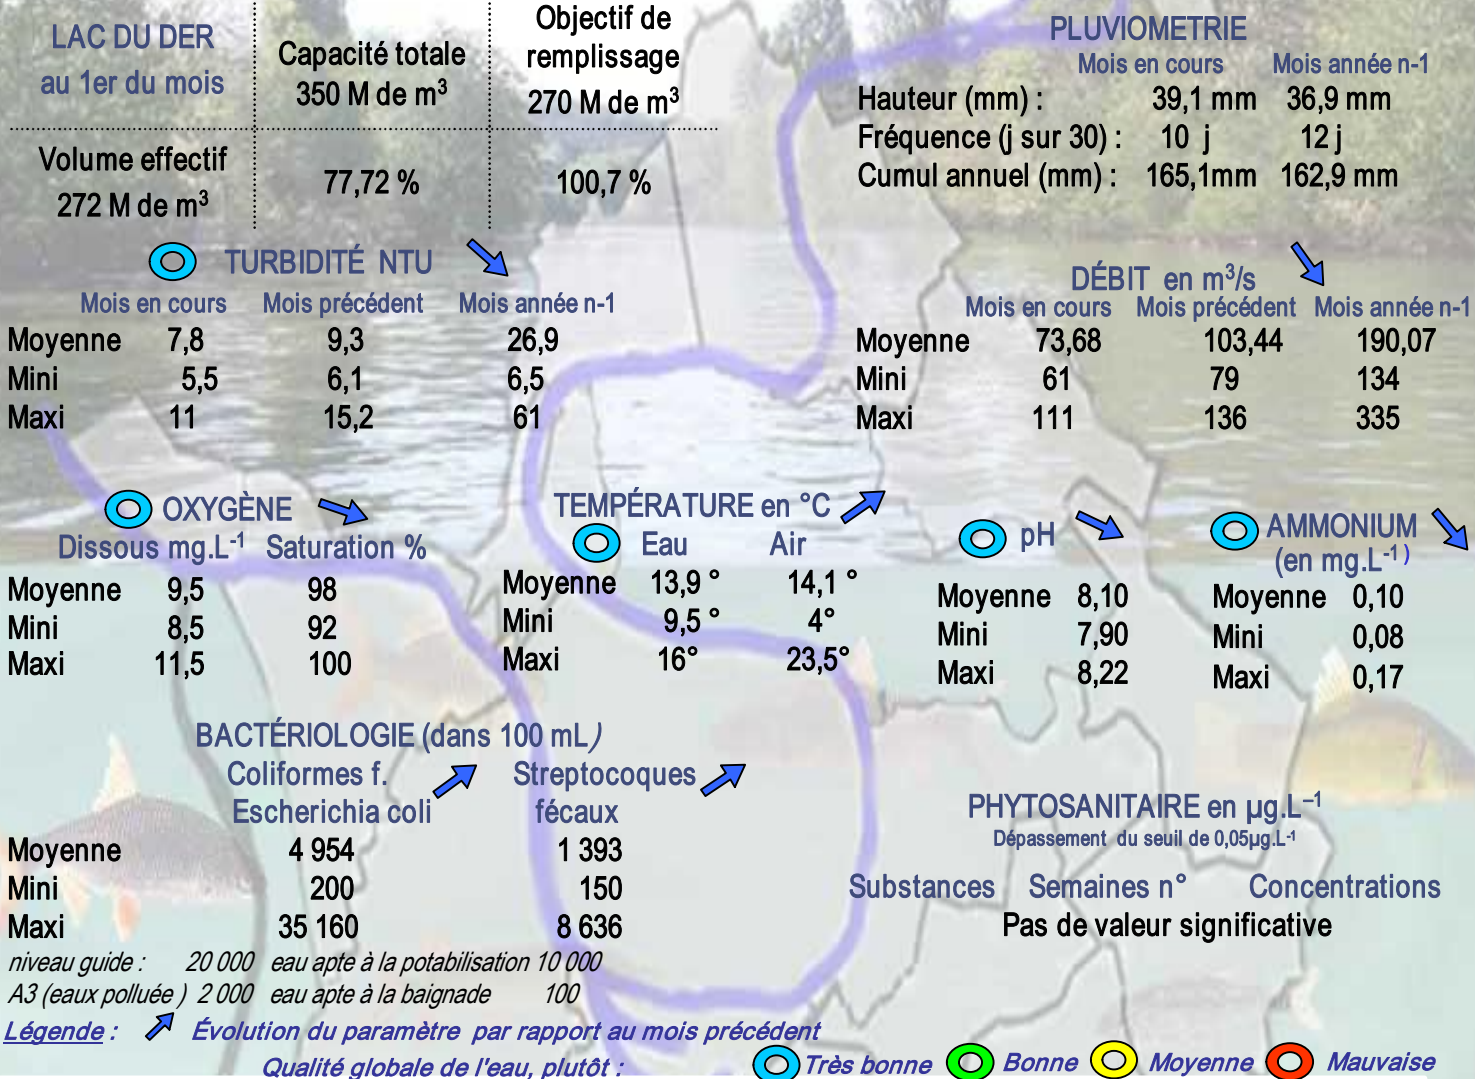 LAC DU DER
au 1er du mois
Capacité totale
350 M de m³
Objectif de
remplissage
270 M de m³
Volume effectif
272 M de m³
77,72 %
100,7 %
PLUVIOMETRIE
Mois en cours Mois année n-1
Hauteur (mm) : 39,1 mm 36,9 mm
Fréquence (j sur 30) : 10 j 12 j
Cumul annuel (mm) : 165,1mm 162,9 mm
TURBIDITÉ NTU
Mois en cours Mois précédent Mois année n-1
Moyenne 7,8 9,3 26,9
Mini 5,5 6,1 6,5
Maxi 11 15,2 61
DÉBIT en m³/s
Mois en cours Mois précédent Mois année n-1
Moyenne 73,68 103,44 190,07
Mini 61 79 134
Maxi 111 136 335
OXYGÈNE
Dissous mg.L⁻¹ Saturation %
Moyenne 9,5 98
Mini 8,5 92
Maxi 11,5 100
TEMPÉRATURE en °C
Eau Air
Moyenne 13,9 ° 14,1 °
Mini 9,5 ° 4°
Maxi 16° 23,5°
pH
Moyenne 8,10
Mini 7,90
Maxi 8,22
AMMONIUM
(en mg.L⁻¹)
Moyenne 0,10
Mini 0,08
Maxi 0,17
BACTÉRIOLOGIE (dans 100 mL)
Coliformes f. Streptocoques
Escherichia coli fécaux
Moyenne 4 954 1 393
Mini 200 150
Maxi 35 160 8 636
niveau guide : 20 000 eau apte à la potabilisation 10 000
A3 (eaux polluée ) 2 000 eau apte à la baignade 100
PHYTOSANITAIRE en µg.L⁻¹
Dépassement du seuil de 0,05µg.L⁻¹
Substances Semaines n° Concentrations
Pas de valeur significative
Légende : Évolution du paramètre par rapport au mois précédent
Qualité globale de l'eau, plutôt : Très bonne Bonne Moyenne Mauvaise